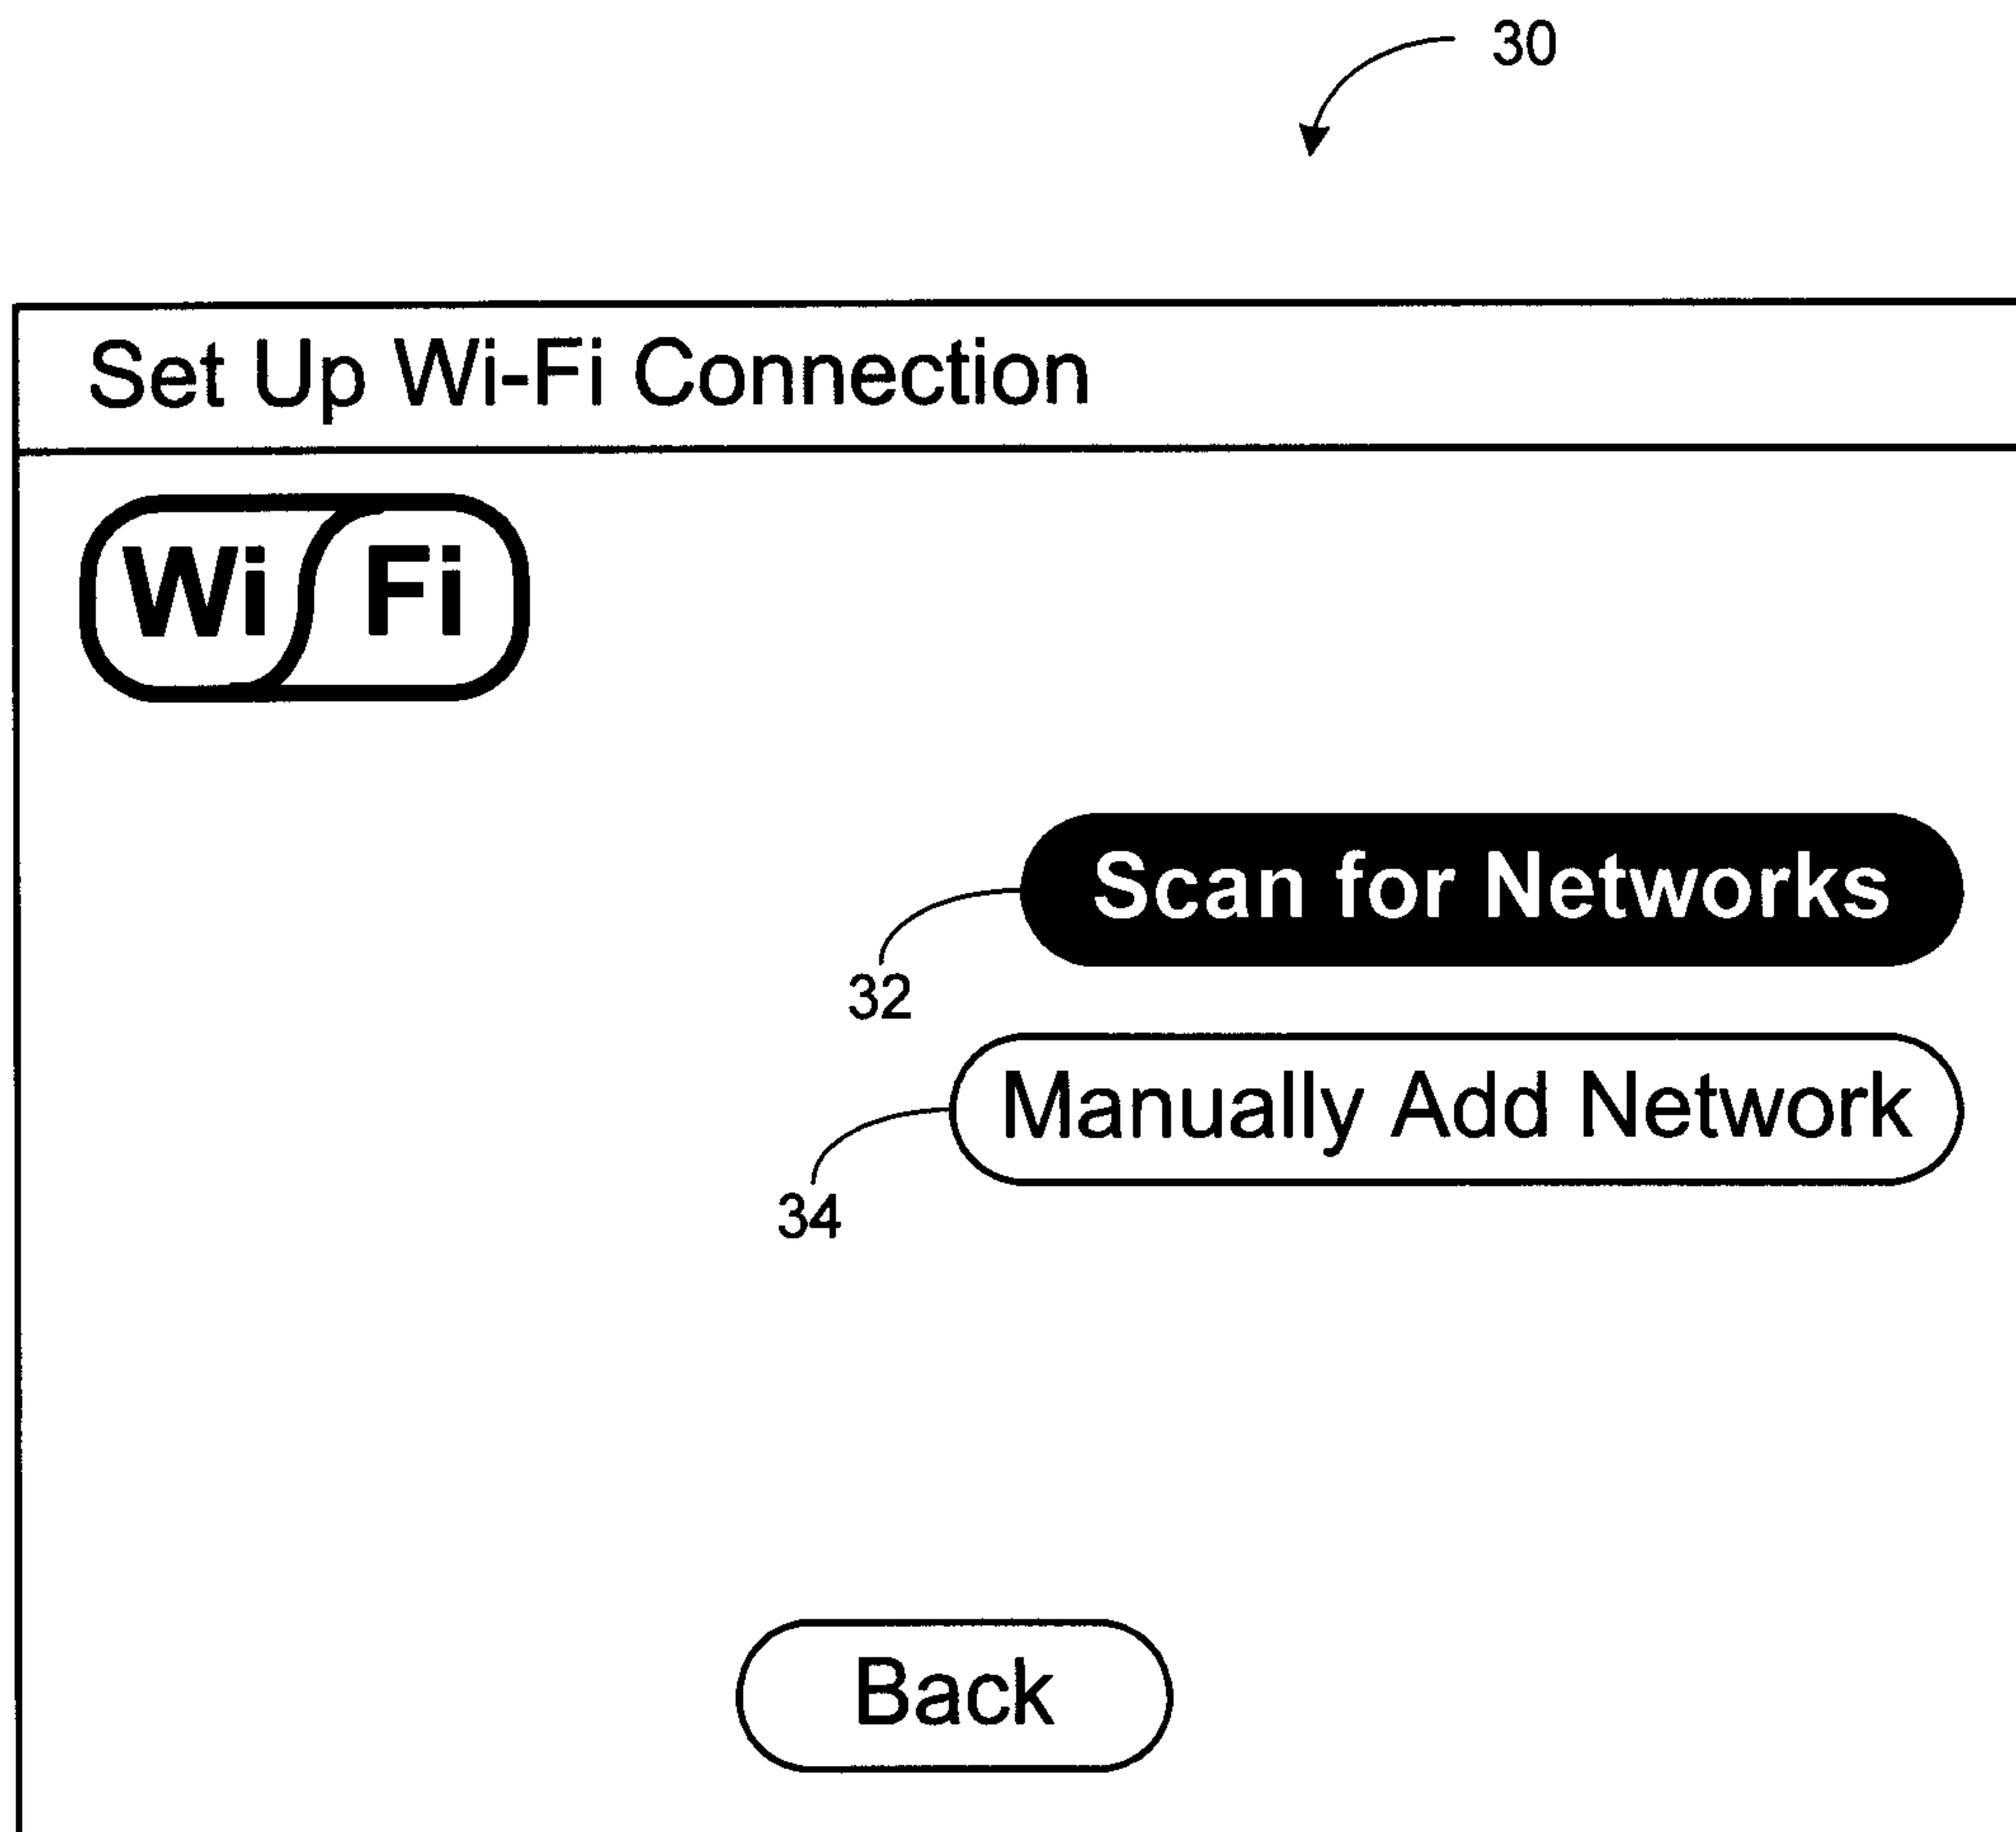 30
Set Up Wi-Fi Connection
Wi Fi
Scan for Networks
32
Manually Add Network
34
Back